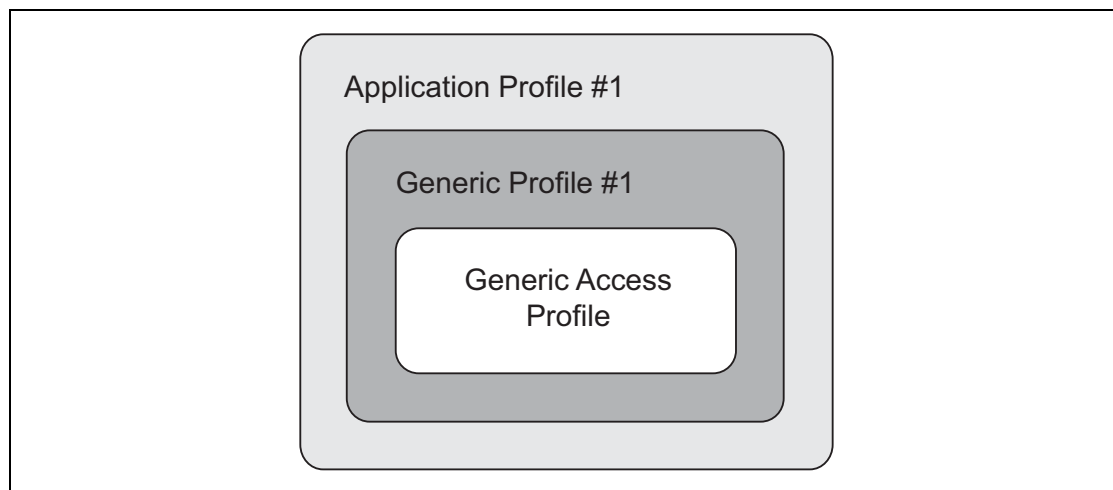 Application Profile #1
Generic Profile #1
Generic Access
Profile